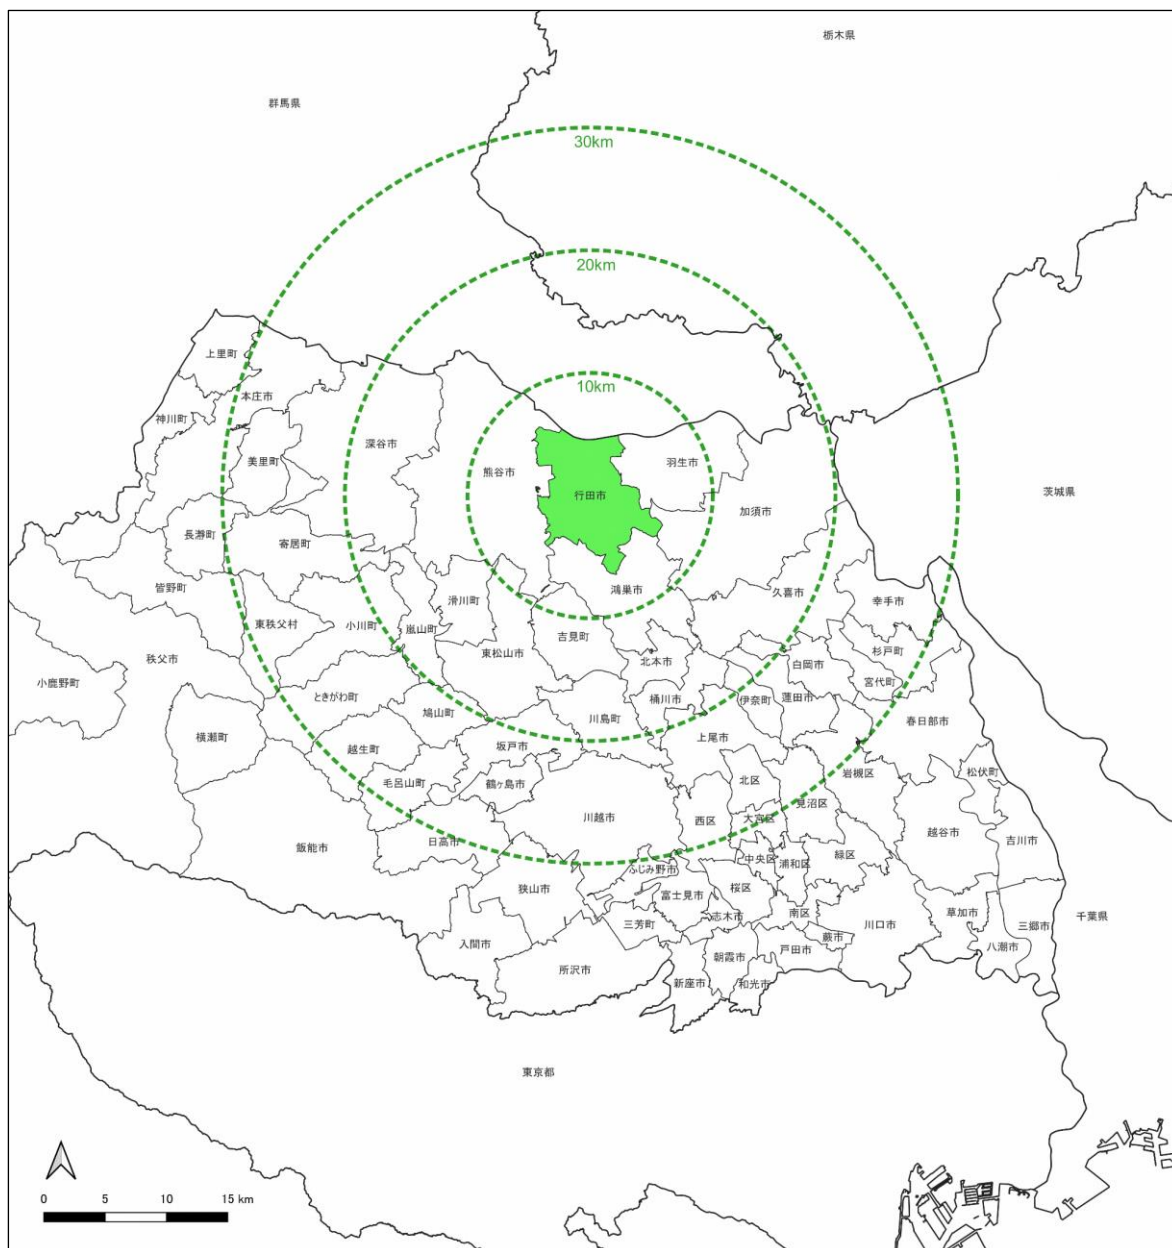 栃木県
群馬県
30km
20km
上里町
10km
本庄市
神川町
深谷市
美里町
熊谷市
羽生市
行田市
茨城県
加須市
長瀞町
寄居町
皆野町
鴻巣市
久喜市
滑川町
幸手市
東秩父村
小川町
嵐山町
吉見町
杉戸町
東松山市
秩父市
北本市
白岡市
小鹿野町
宮代町
ときがわ町
桶川市
伊奈町
蓮田市
鳩山町
川島町
春日部市
横瀬町
上尾市
坂戸市
越生町
岩槻区
松伏町
北区
毛呂山町
鶴ヶ島市
見沼区
川越市
西区
大宮区
越谷市
日高市
吉川市
飯能市
緑区
中央区
浦和区
ふじみ野市
狭山市
桜区
富士見市
南区
草加市
志木市
千葉県
三芳町
川口市
三郷市
蕨市
入間市
戸田市
八潮市
朝霞市
所沢市
新座市
和光市
東京都
0 5 10 15 km